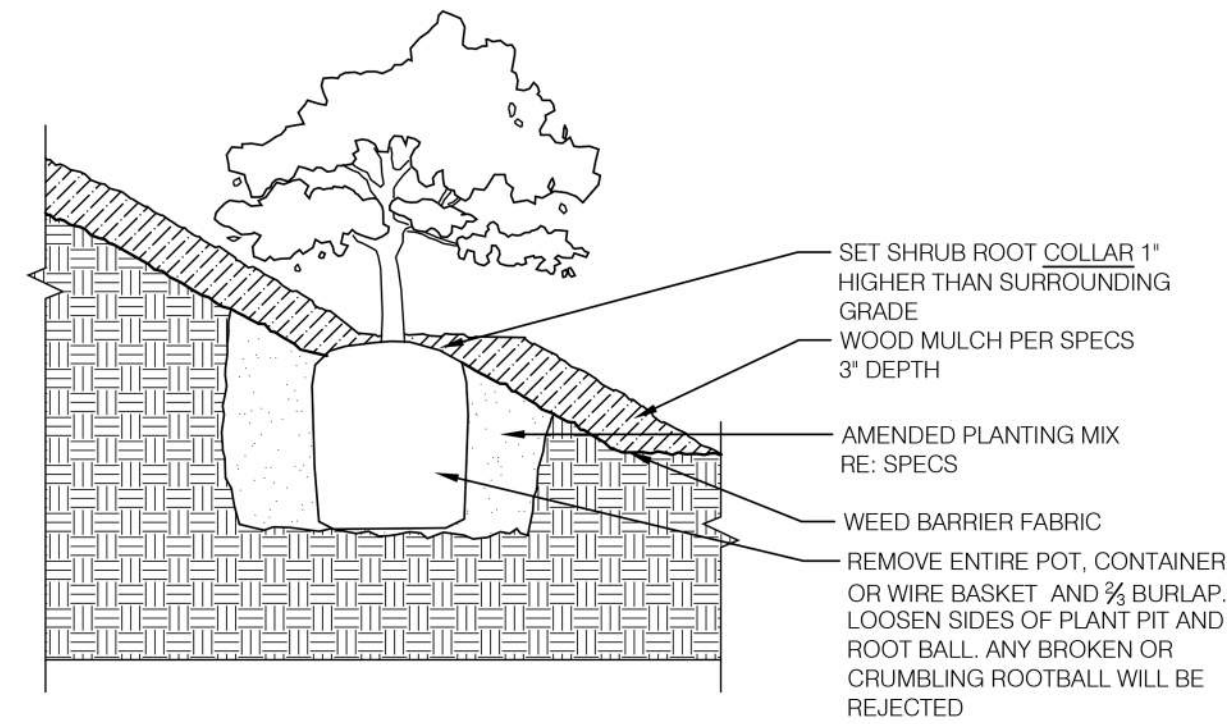 SET SHRUB ROOT COLLAR 1"
HIGHER THAN SURROUNDING
GRADE
WOOD MULCH PER SPECS
3" DEPTH
AMENDED PLANTING MIX
RE: SPECS
WEED BARRIER FABRIC
REMOVE ENTIRE POT, CONTAINER
OR WIRE BASKET AND ⅔ BURLAP.
LOOSEN SIDES OF PLANT PIT AND
ROOT BALL. ANY BROKEN OR
CRUMBLING ROOTBALL WILL BE
REJECTED